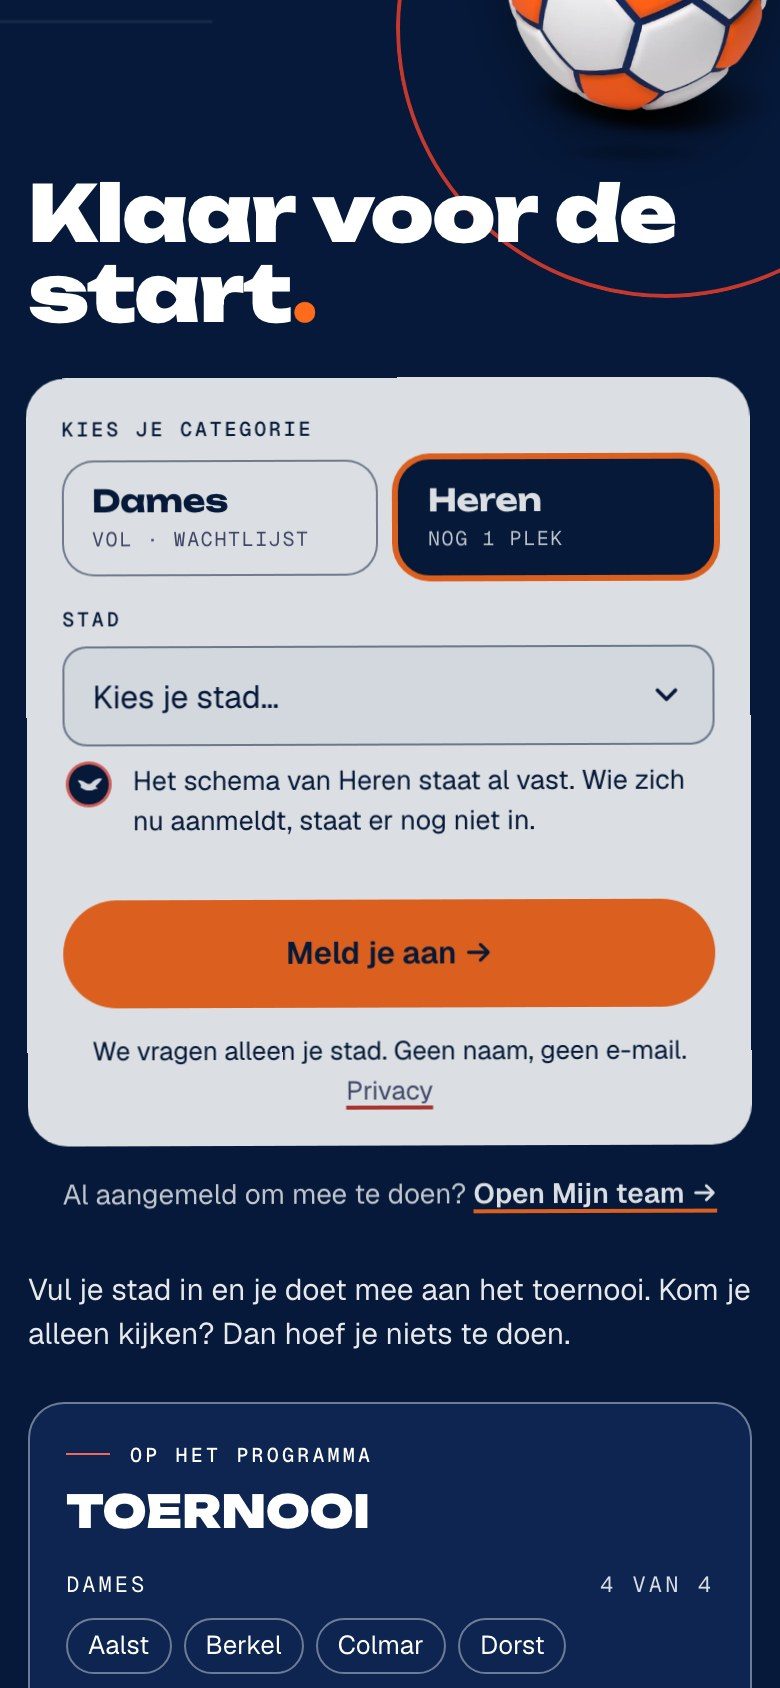 Klaar voor de
start.
KIES JE CATEGORIE
Dames
VOL · WACHTLIJST
Heren
NOG 1 PLEK
STAD
Kies je stad...
Het schema van Heren staat al vast. Wie zich
nu aanmeldt, staat er nog niet in.
Meld je aan →
We vragen alleen je stad. Geen naam, geen e-mail.
Privacy
Al aangemeld om mee te doen? Open Mijn team →
Vul je stad in en je doet mee aan het toernooi. Kom je
alleen kijken? Dan hoef je niets te doen.
OP HET PROGRAMMA
TOERNOOI
DAMES 4 VAN 4
Aalst Berkel Colmar Dorst